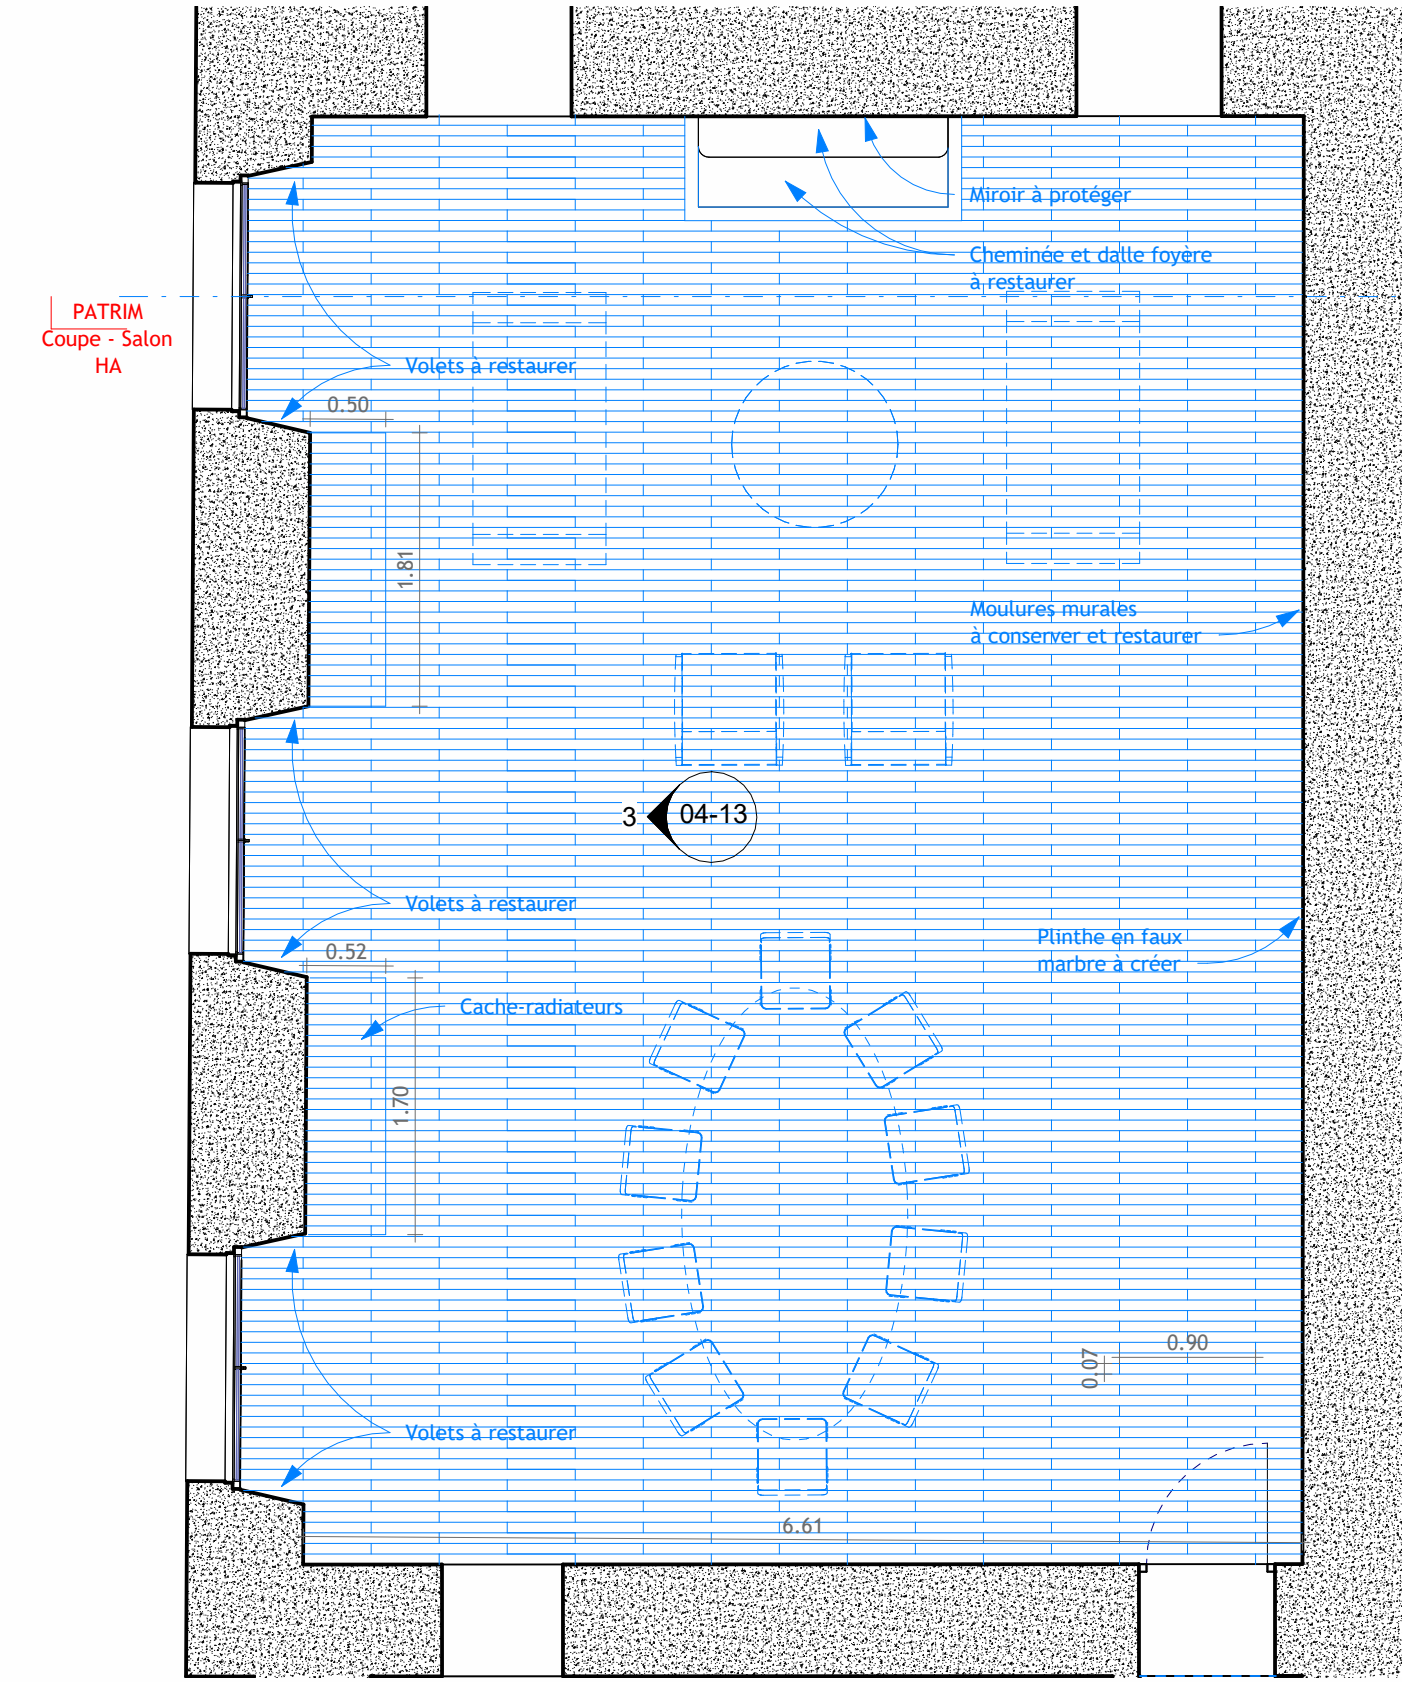 Miroir à protéger
Cheminée et dalle foyère
à restaurer
PATRIM
Coupe - Salon
HA
Volets à restaurer
0.50
1.81
Moulures murales
à conserver et restaurer
3
04-13
Volets à restaurer
0.52
Plinthe en faux
marbre à créer
Cache-radiateurs
1.70
0.90
0.07
Volets à restaurer
6.61